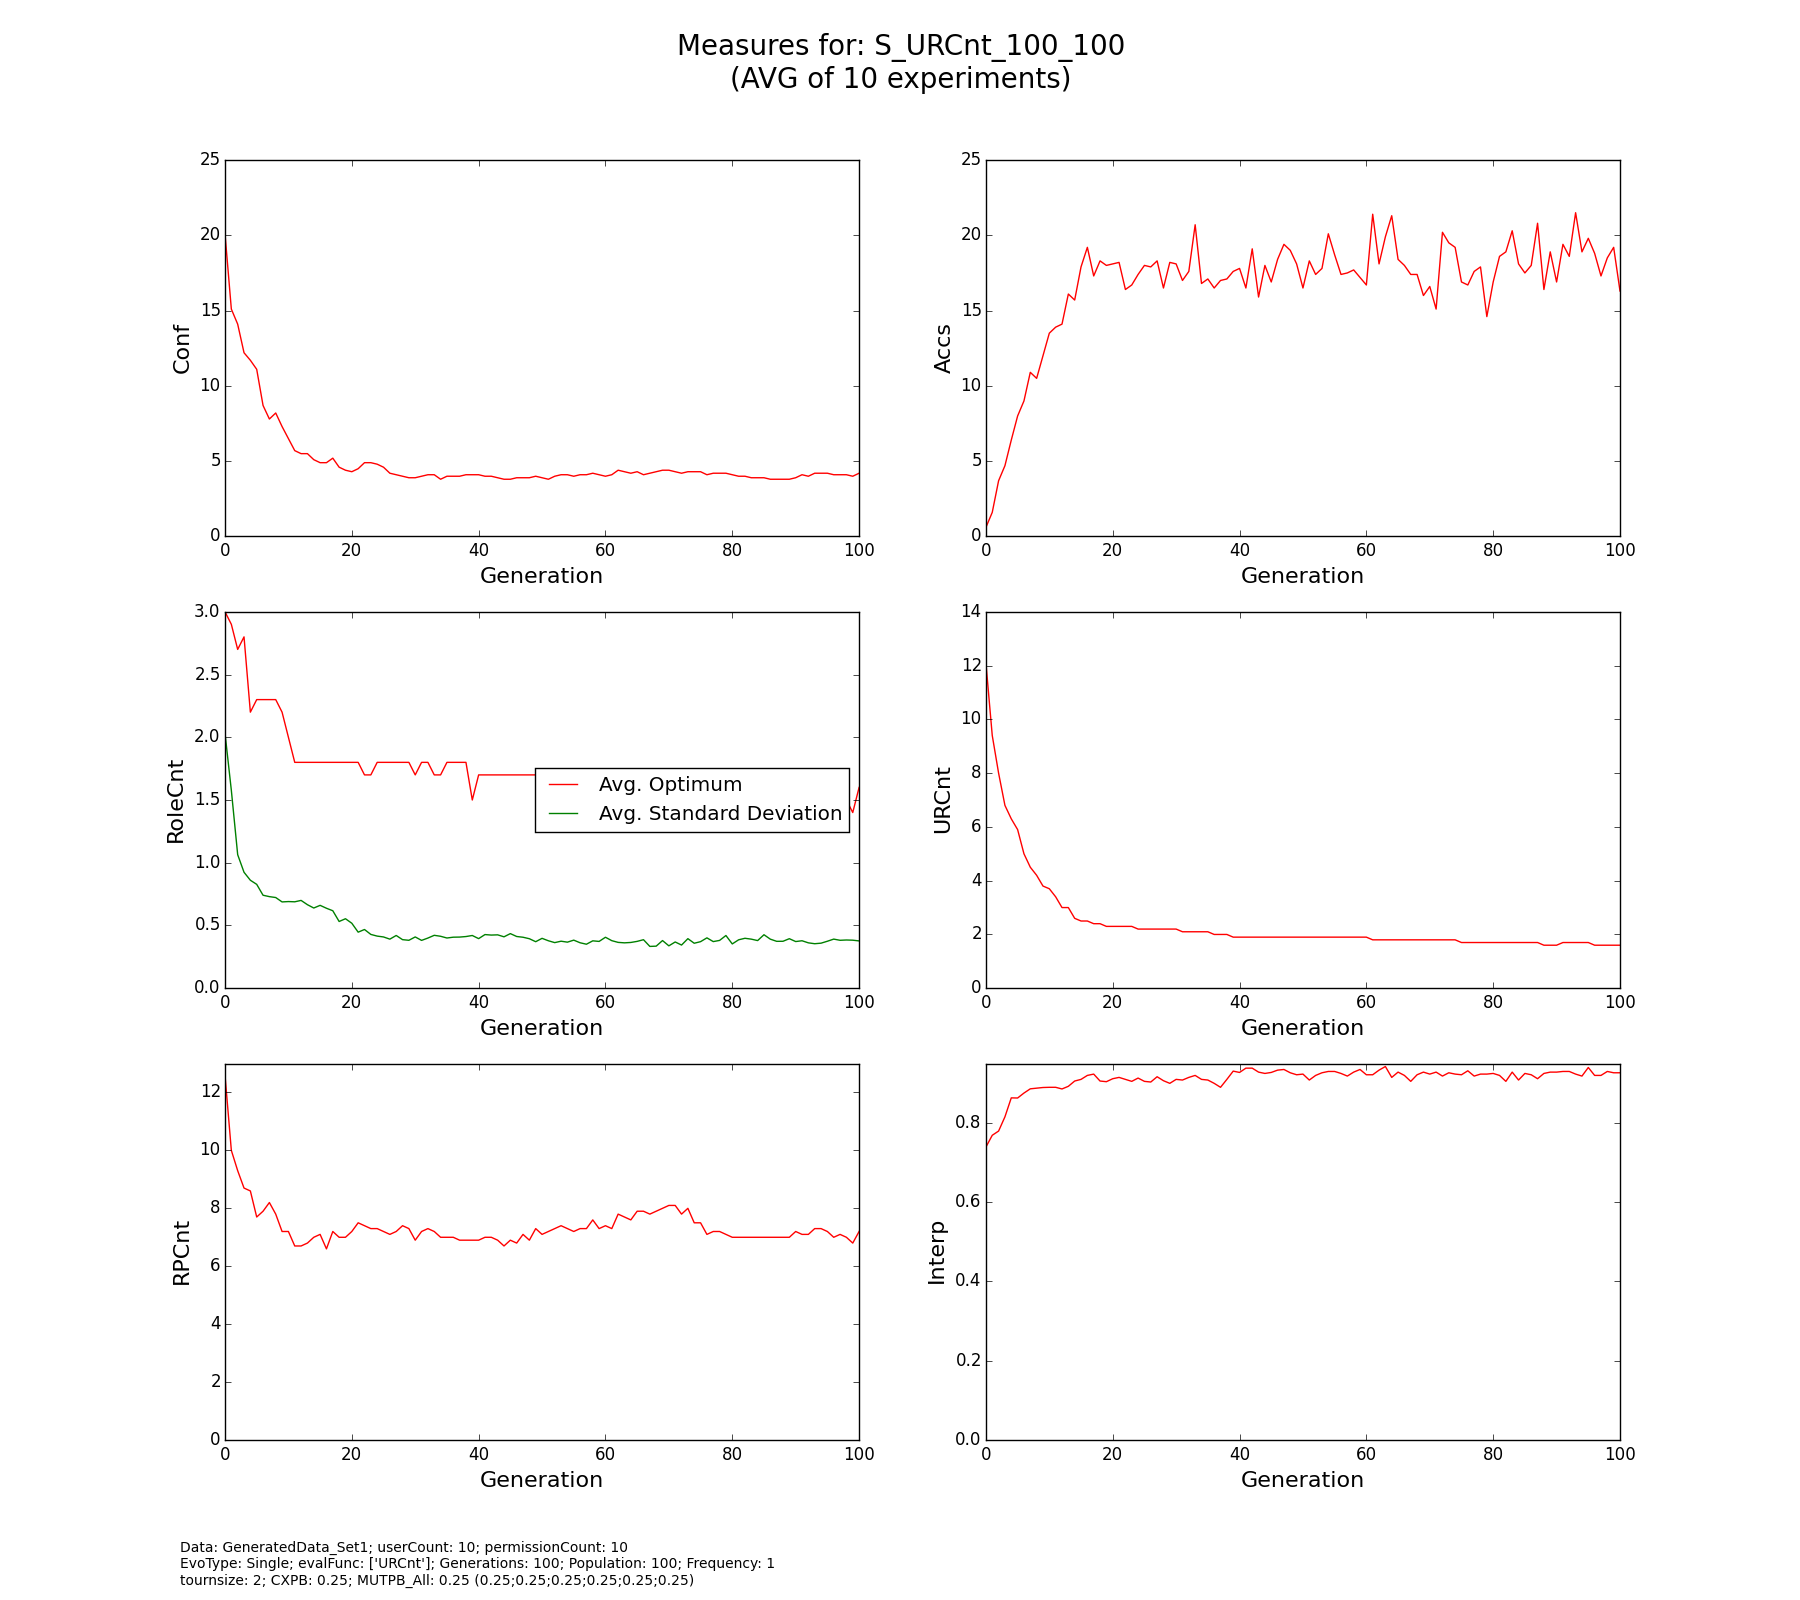 Measures for: S_URCnt_100_100
(AVG of 10 experiments)
25
20
15
10
5
0
Conf
0 20 40 60 80 100
Generation
25
20
15
10
5
0
Accs
0 20 40 60 80 100
Generation
3.0
2.5
2.0
1.5
1.0
0.5
0.0
RoleCnt
Avg. Optimum
Avg. Standard Deviation
0 20 40 60 80 100
Generation
14
12
10
8
6
4
2
0
URCnt
0 20 40 60 80 100
Generation
12
10
8
6
4
2
0
RPCnt
0 20 40 60 80 100
Generation
0.8
0.6
0.4
0.2
0.0
Interp
0 20 40 60 80 100
Generation
Data: GeneratedData_Set1; userCount: 10; permissionCount: 10
EvoType: Single; evalFunc: ['URCnt']; Generations: 100; Population: 100; Frequency: 1
tournsize: 2; CXPB: 0.25; MUTPB_All: 0.25 (0.25;0.25;0.25;0.25;0.25;0.25)